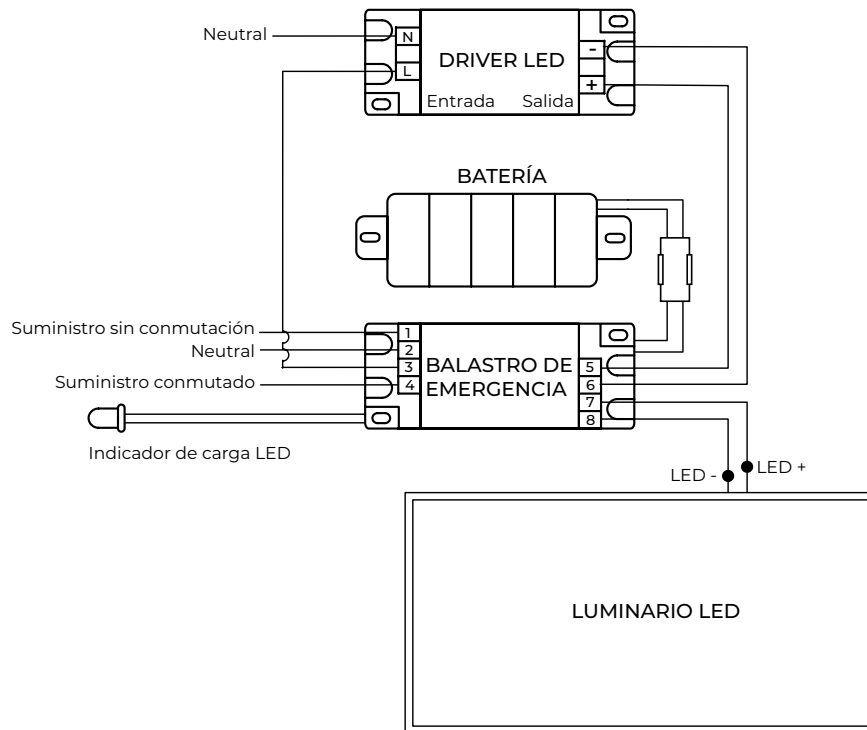 Neutral
N
L
DRIVER LED
-
+
Entrada
Salida
BATERÍA
Suministro sin conmutación
Neutral
Suministro conmutado
1
2
3
4
BALASTRO DE
EMERGENCIA
5
6
7
8
Indicador de carga LED
LED -
LED +
LUMINARIO LED